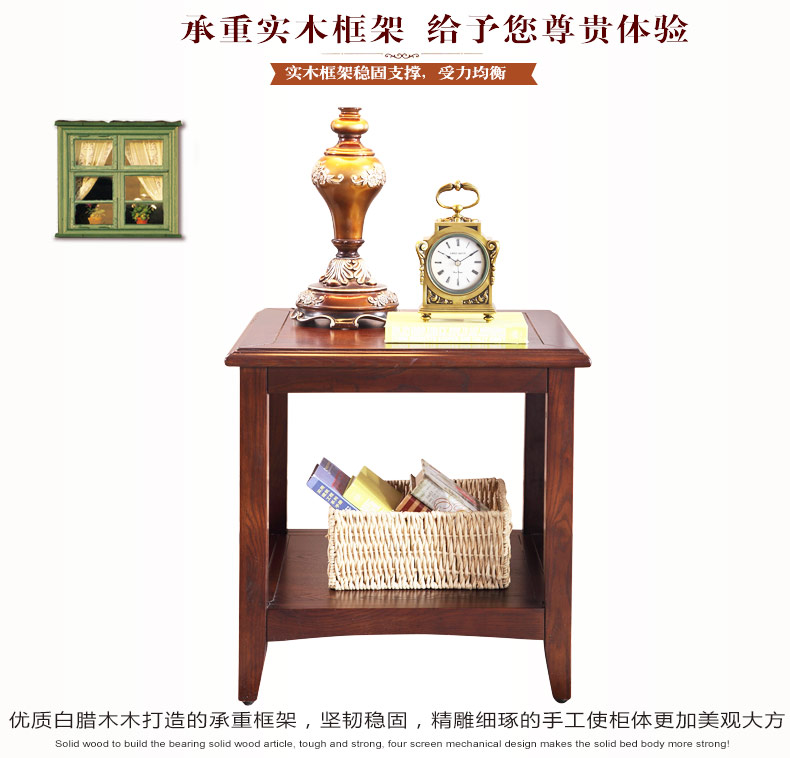 承重实木框架 给予您尊贵体验
实木框架稳固支撑，受力均衡
优质白腊木木打造的承重框架，坚韧稳固，精雕细琢的手工使柜体更加美观大方
Solid wood to build the bearing solid wood article, tough and strong, four screen mechanical design makes the solid bed body more strong!